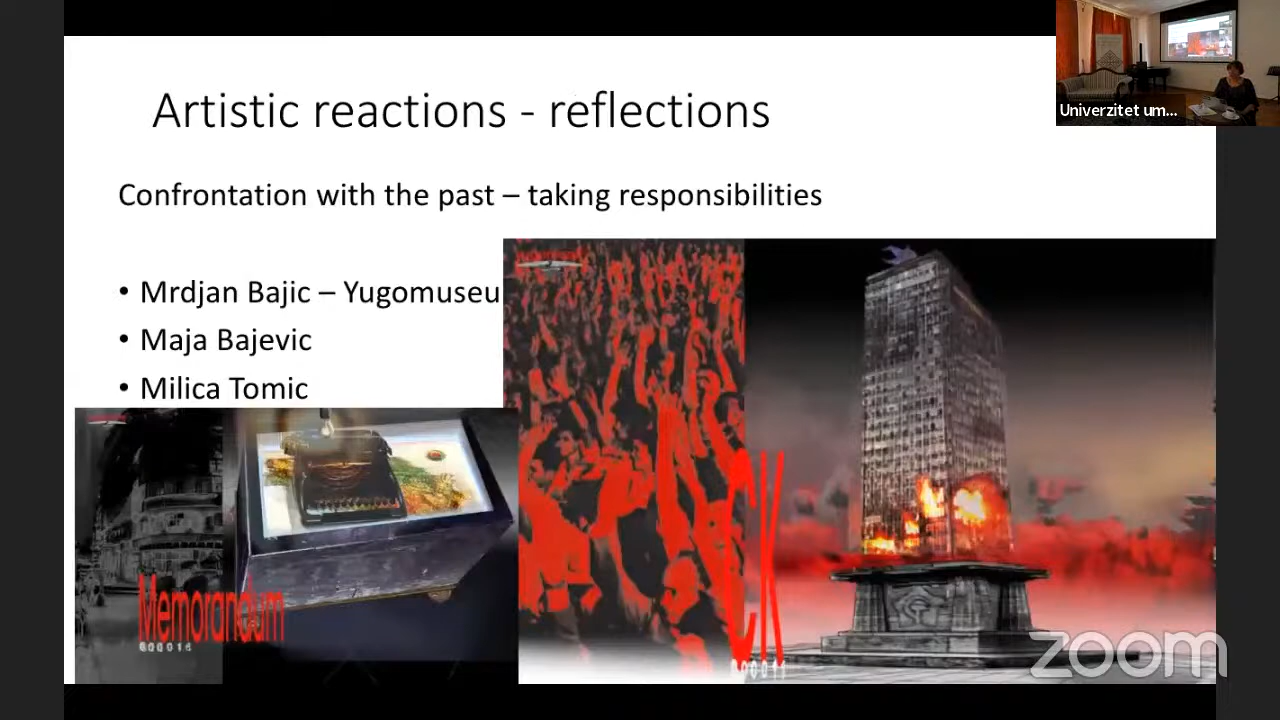 Artistic reactions - reflections
Univerzitet um...
Confrontation with the past – taking responsibilities
• Mrdjan Bajic – Yugomuseu
• Maja Bajevic
• Milica Tomic
CK
Memorandum
zoom